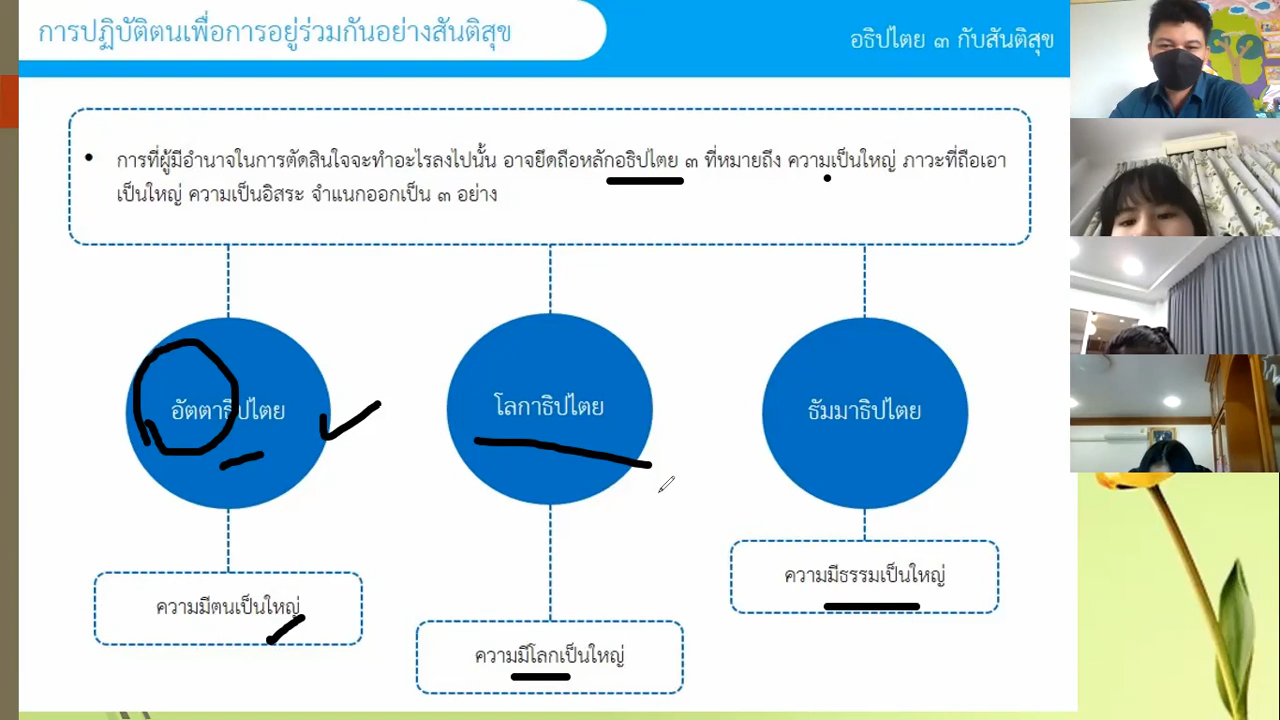 การปฏิบัติตนเพื่อการอยู่ร่วมกันอย่างสันติสุข
อธิปไตย ๓ กับสันติสุข
• การที่ผู้มีอำนาจในการตัดสินใจจะทำอะไรลงไปนั้น อาจยึดถือหลักอธิปไตย ๓ ที่หมายถึง ความเป็นใหญ่ ภาวะที่ถือเอา
เป็นใหญ่ ความเป็นอิสระ จำแนกออกเป็น ๓ อย่าง
อัตตาธิปไตย
โลกาธิปไตย
ธัมมาธิปไตย
ความมีตนเป็นใหญ่
ความมีโลกเป็นใหญ่
ความมีธรรมเป็นใหญ่